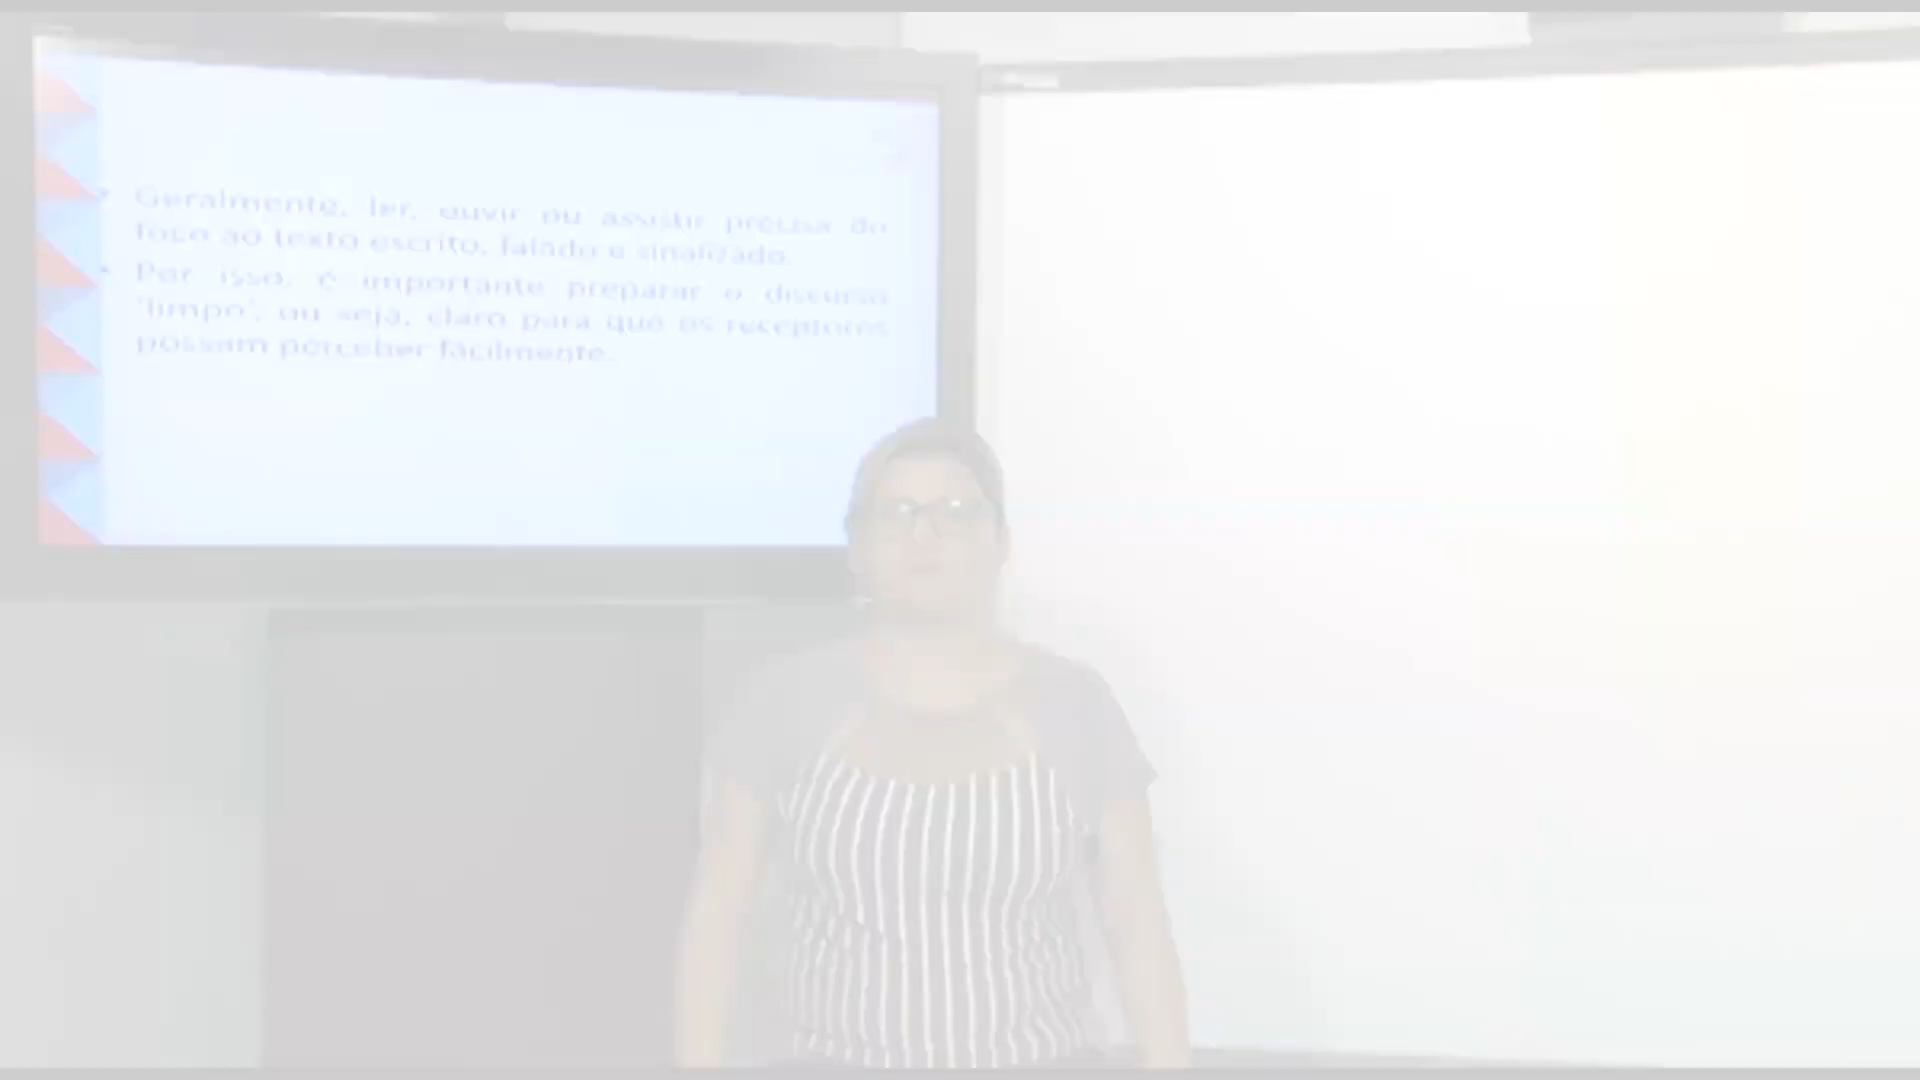 • Geralmente, ler, ouvir ou assistir precisa do
foco ao texto escrito, falado e sinalizado.
• Por isso, é importante preparar o discurso
'limpo', ou seja, claro para que os receptores
possam perceber facilmente.